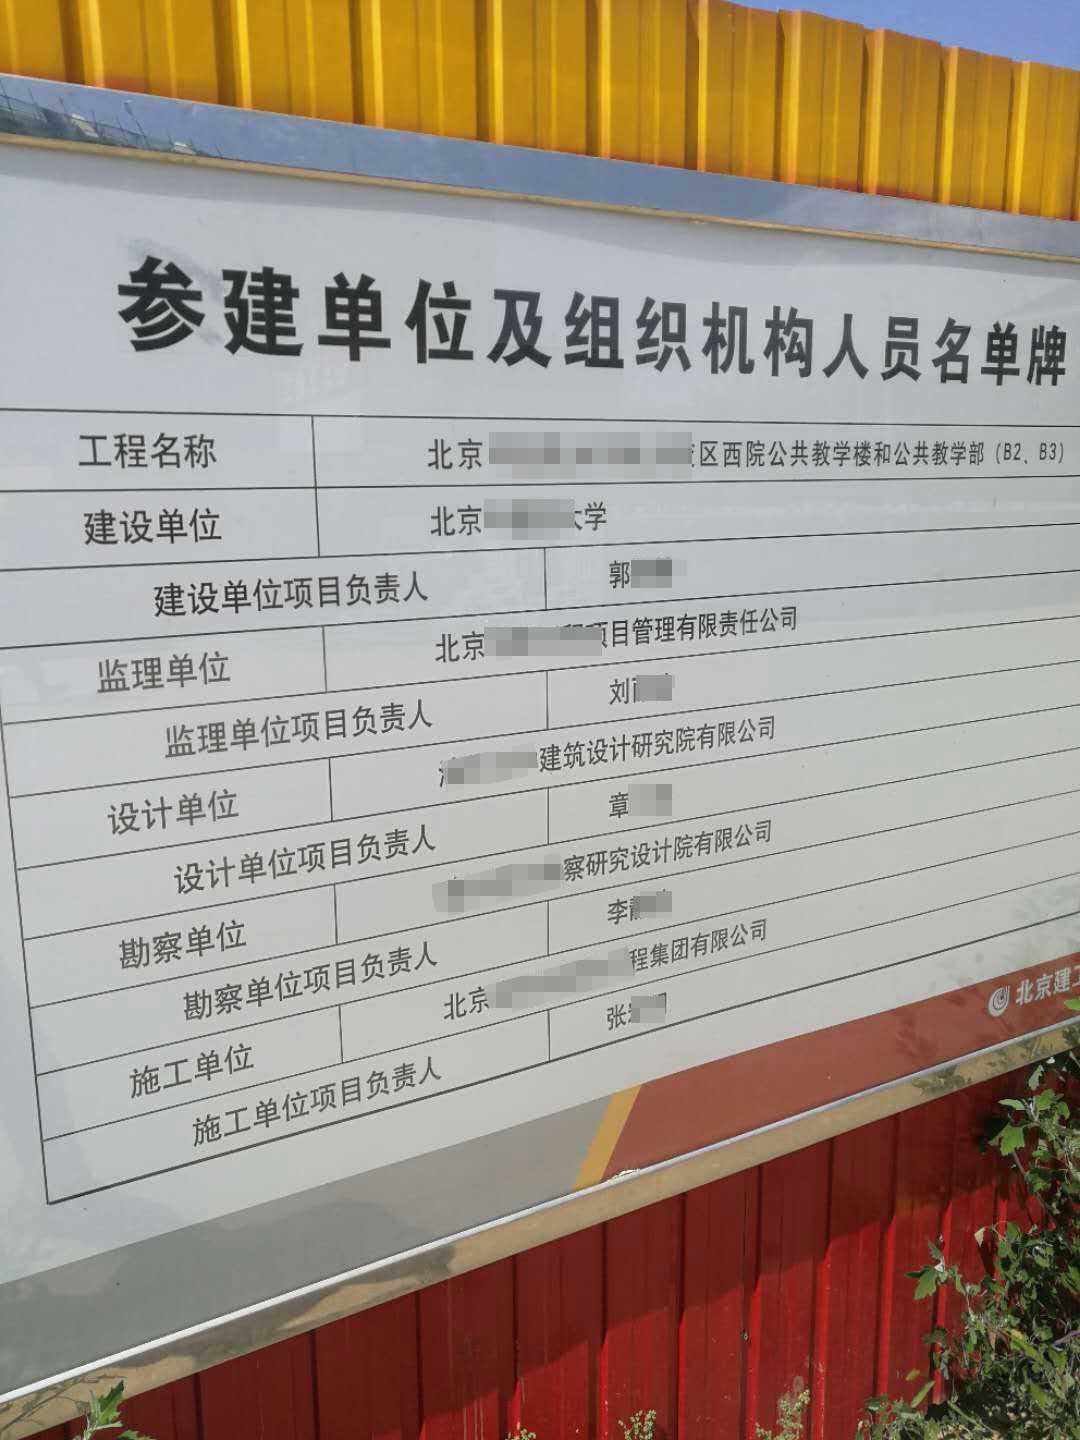 参建单位及组织机构人员名单牌
工程名称 北京 区西院公共教学楼和公共教学部（B2、B3）
建设单位 北京 大学
建设单位项目负责人 郭
监理单位 北京 项目管理有限责任公司
监理单位项目负责人 刘
设计单位 建筑设计研究院有限公司
设计单位项目负责人 章
勘察单位 察研究设计院有限公司
勘察单位项目负责人 李
施工单位 北京 程集团有限公司
施工单位项目负责人 张
北京建工